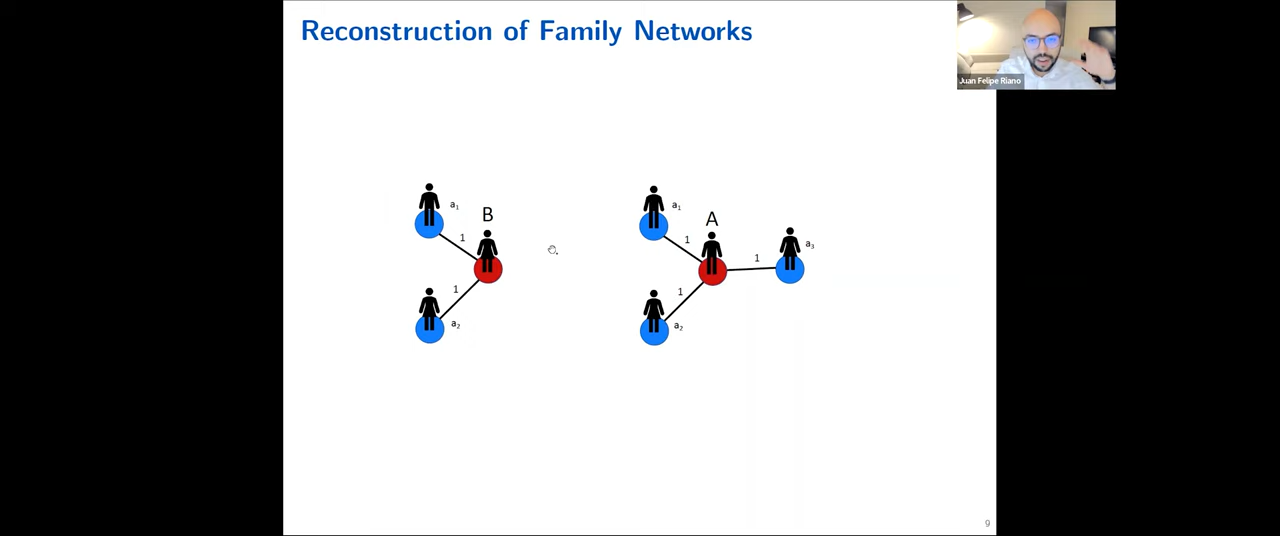 Reconstruction of Family Networks
Juan Felipe Riano
a₁
B
1
1
a₂
a₁
A
1
1
a₃
1
a₂
9